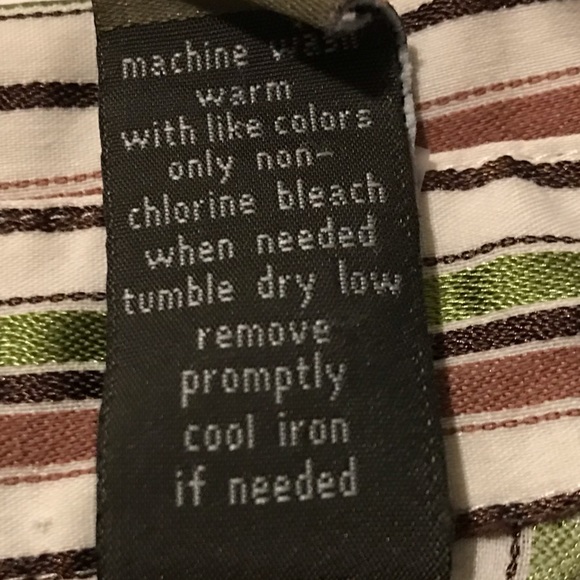 machine wash
warm
with like colors
only non-
chlorine bleach
when needed
tumble dry low
remove
promptly
cool iron
if needed